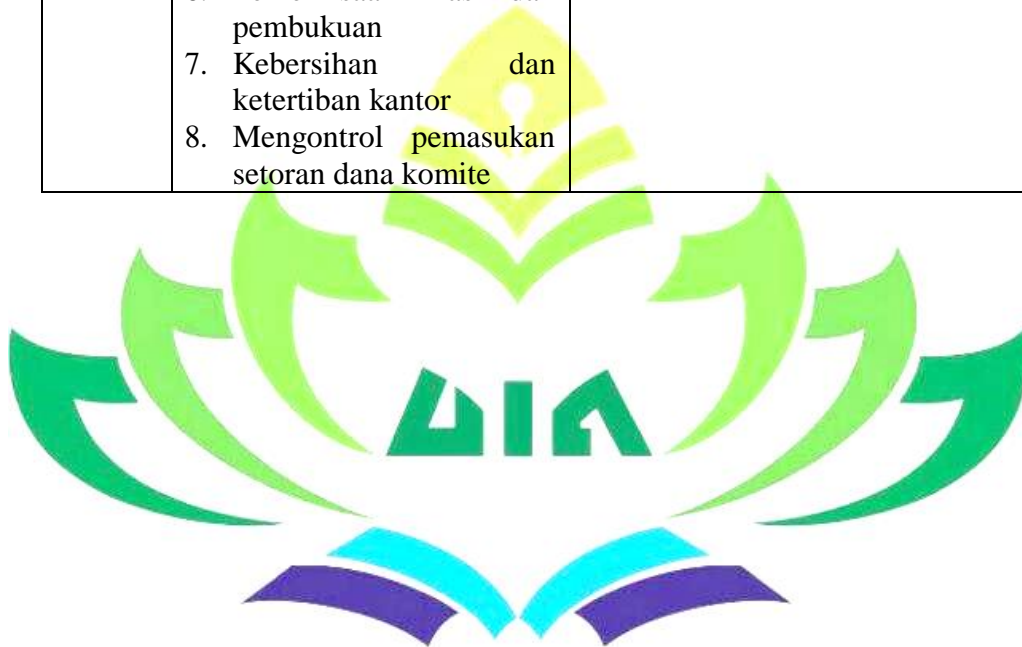 pembukuan
7. Kebersihan dan
ketertiban kantor
8. Mengontrol pemasukan
setoran dana komite